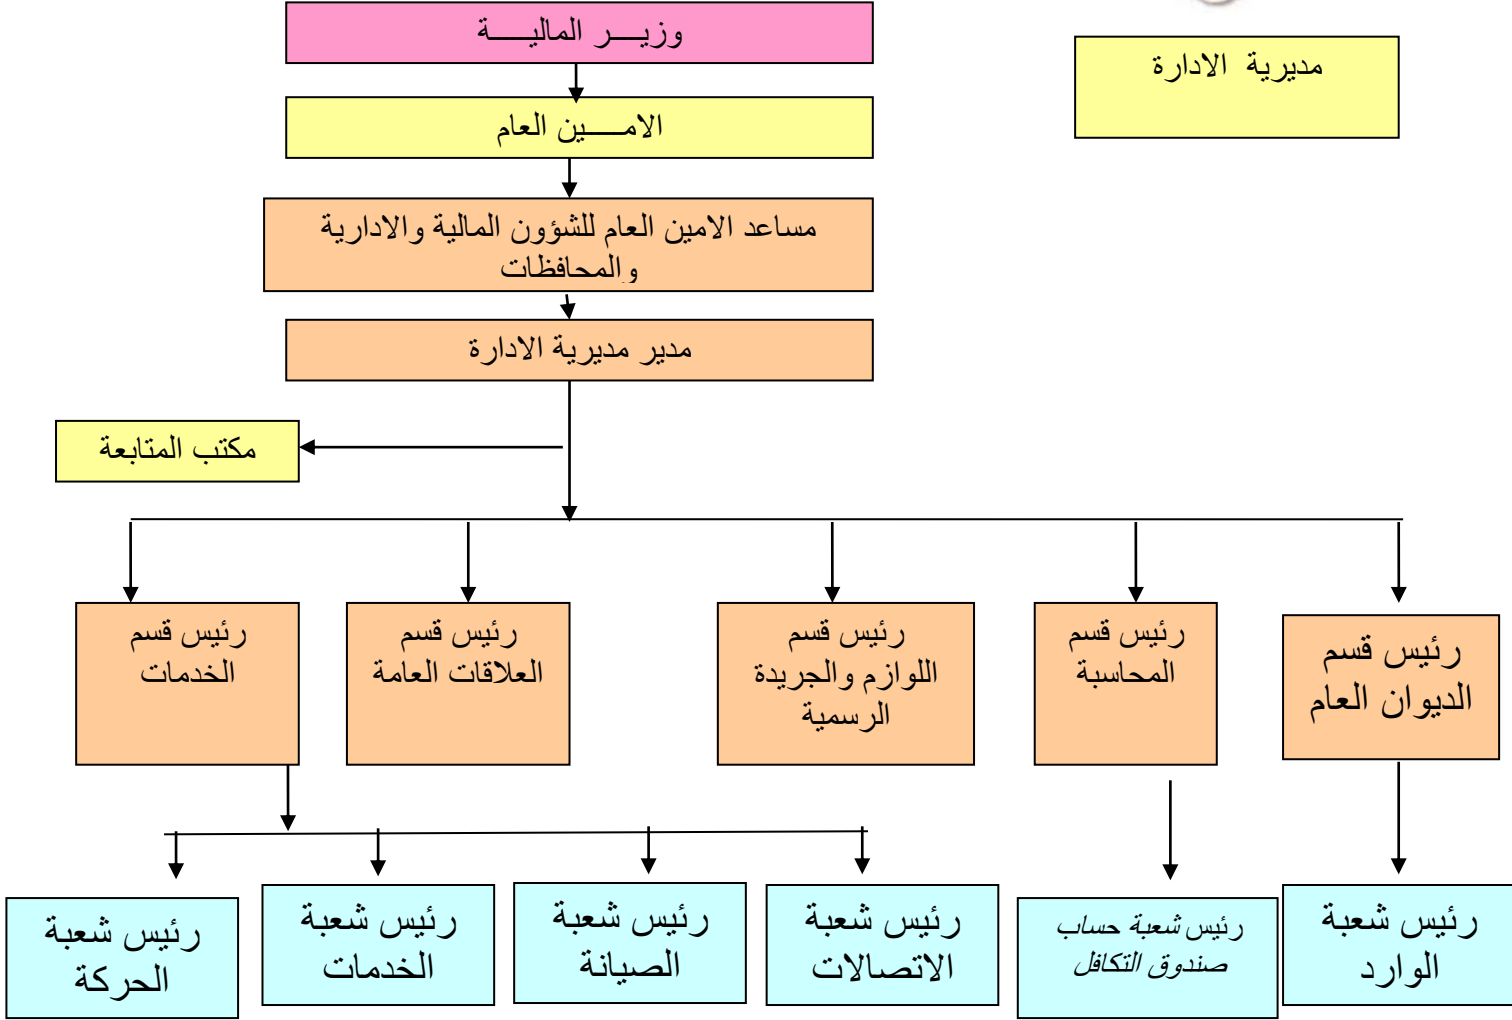 وزيـــر الماليـــــة
مديرية الادارة
الامـــــين العام
مساعد الامين العام للشؤون المالية والادارية
والمحافظات
مدير مديرية الادارة
مكتب المتابعة
رئيس قسم
الديوان العام
رئيس قسم
المحاسبة
رئيس قسم
اللوازم والجريدة
الرسمية
رئيس قسم
العلاقات العامة
رئيس قسم
الخدمات
رئيس شعبة
الوارد
رئيس شعبة حساب
صندوق التكافل
رئيس شعبة
الاتصالات
رئيس شعبة
الصيانة
رئيس شعبة
الخدمات
رئيس شعبة
الحركة